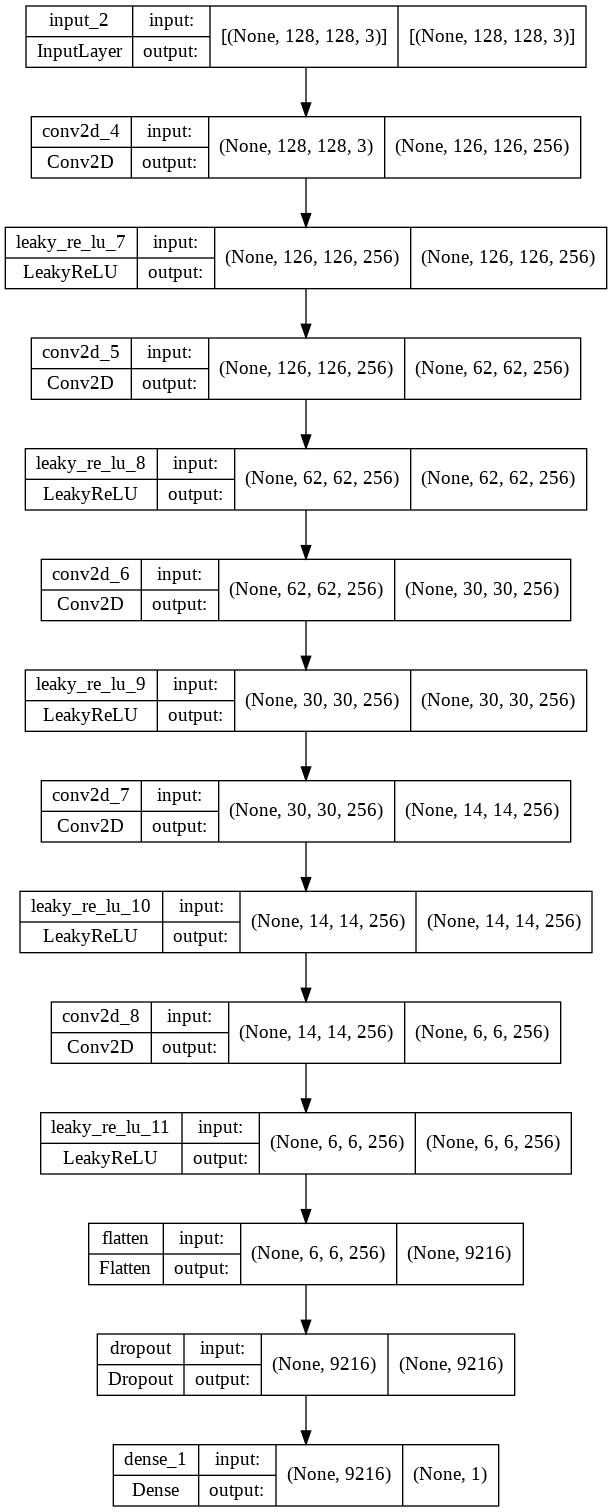 input_2 input: [(None, 128, 128, 3)] [(None, 128, 128, 3)]
InputLayer output:
conv2d_4 input: (None, 128, 128, 3) (None, 126, 126, 256)
Conv2D output:
leaky_re_lu_7 input: (None, 126, 126, 256) (None, 126, 126, 256)
LeakyReLU output:
conv2d_5 input: (None, 126, 126, 256) (None, 62, 62, 256)
Conv2D output:
leaky_re_lu_8 input: (None, 62, 62, 256) (None, 62, 62, 256)
LeakyReLU output:
conv2d_6 input: (None, 62, 62, 256) (None, 30, 30, 256)
Conv2D output:
leaky_re_lu_9 input: (None, 30, 30, 256) (None, 30, 30, 256)
LeakyReLU output:
conv2d_7 input: (None, 30, 30, 256) (None, 14, 14, 256)
Conv2D output:
leaky_re_lu_10 input: (None, 14, 14, 256) (None, 14, 14, 256)
LeakyReLU output:
conv2d_8 input: (None, 14, 14, 256) (None, 6, 6, 256)
Conv2D output:
leaky_re_lu_11 input: (None, 6, 6, 256) (None, 6, 6, 256)
LeakyReLU output:
flatten input: (None, 6, 6, 256) (None, 9216)
Flatten output:
dropout input: (None, 9216) (None, 9216)
Dropout output:
dense_1 input: (None, 9216) (None, 1)
Dense output: